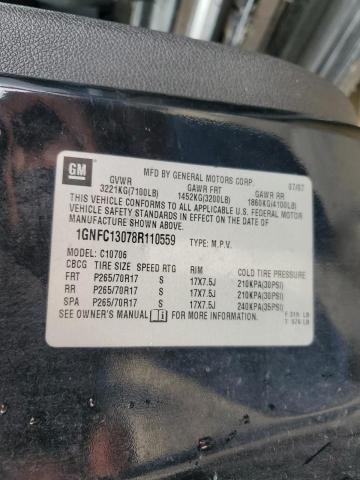 GM
MFD BY GENERAL MOTORS CORP. 07/07
GVWR GAWR FRT GAWR RR
3221KG(7100LB) 1452KG(3200LB) 1860KG(4100LB)
THIS VEHICLE CONFORMS TO ALL APPLICABLE U.S. FEDERAL MOTOR
VEHICLE SAFETY STANDARDS IN EFFECT ON THE DATE OF
MANUFACTURE SHOWN ABOVE.
1GNFC13078R110559 TYPE: M.P.V.
MODEL: C10706
CBCG TIRE SIZE SPEED RTG RIM COLD TIRE PRESSURE
FRT P265/70R17 S 17X7.5J 210KPA(30PSI)
RR P265/70R17 S 17X7.5J 210KPA(30PSI)
SPA P265/70R17 S 17X7.5J 240KPA(35PSI)
SEE OWNER'S MANUAL FOR MORE INFORMATION.